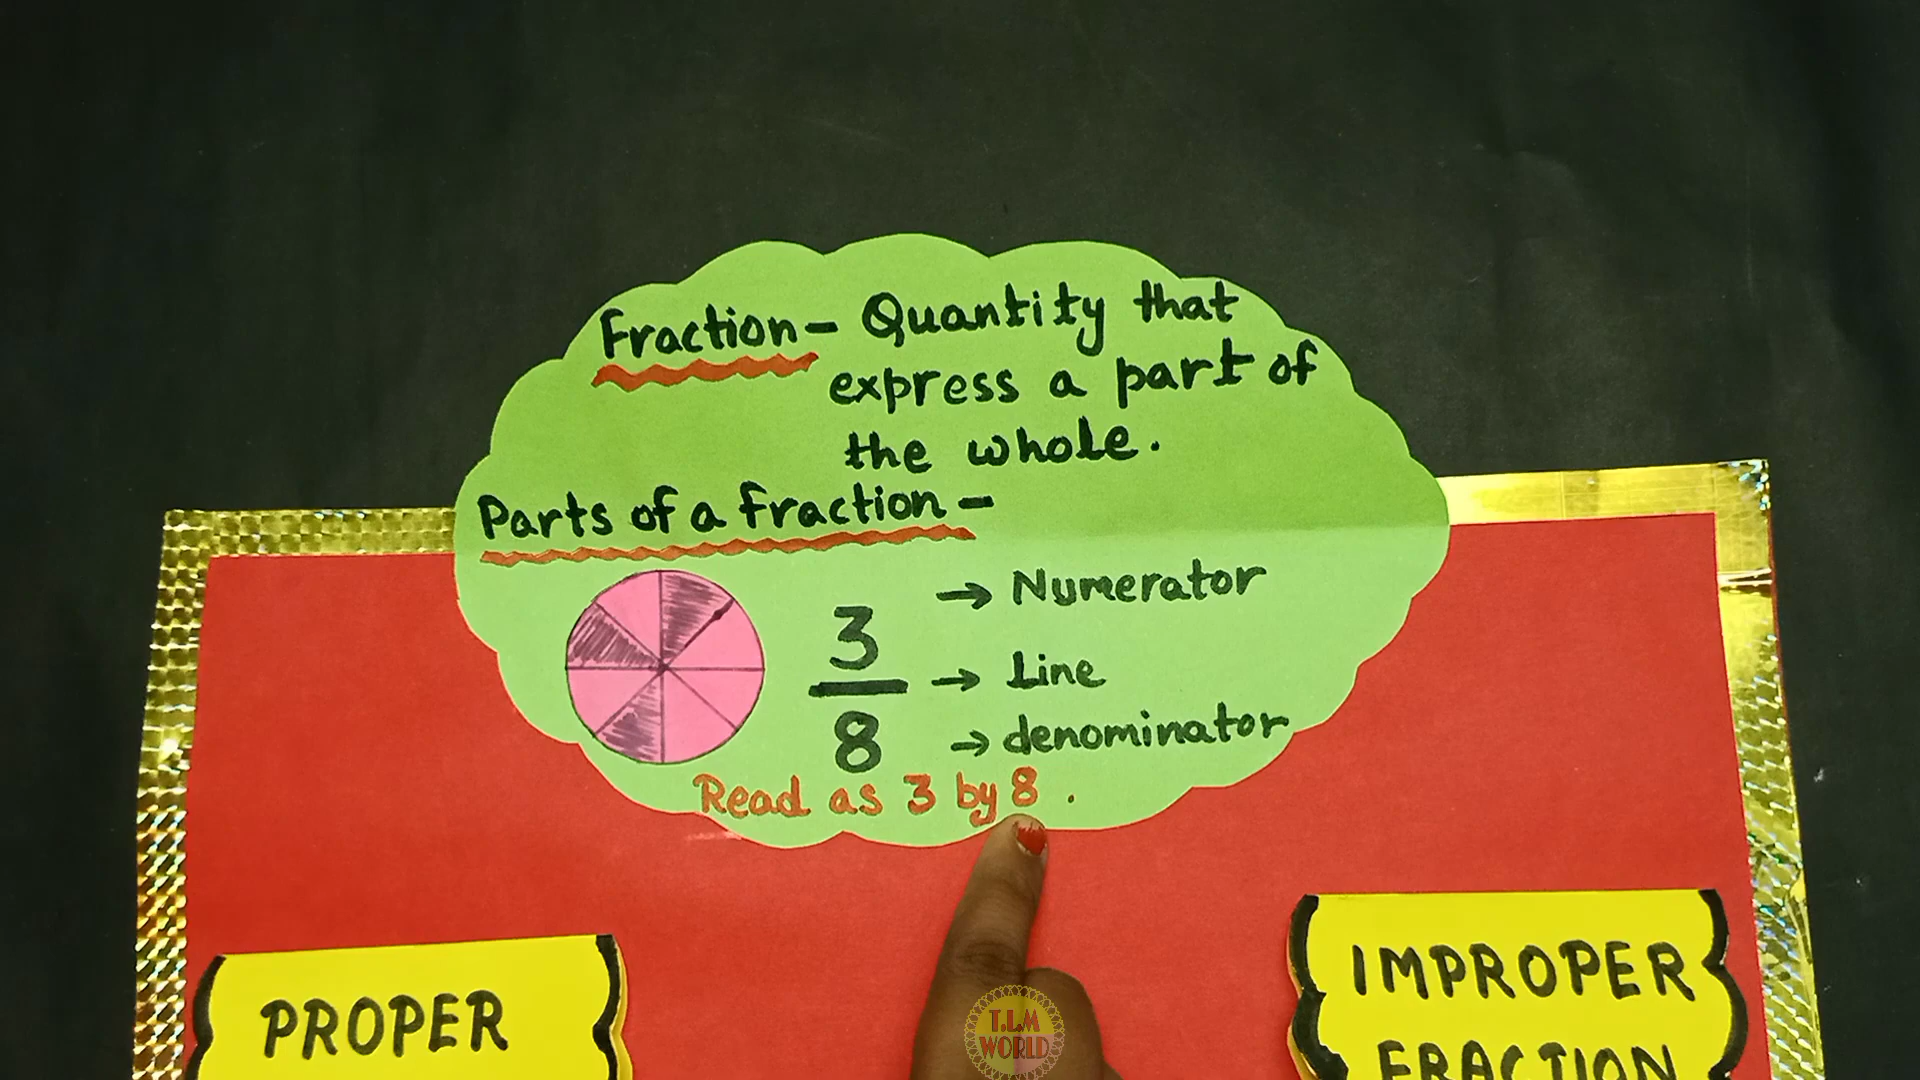 Fraction - Quantity that
express a part of
the whole.
Parts of a fraction -
3 → Numerator
— → Line
8 → denominator
Read as 3 by 8 .
PROPER
IMPROPER
FRACTION
T.L.M
WORLD